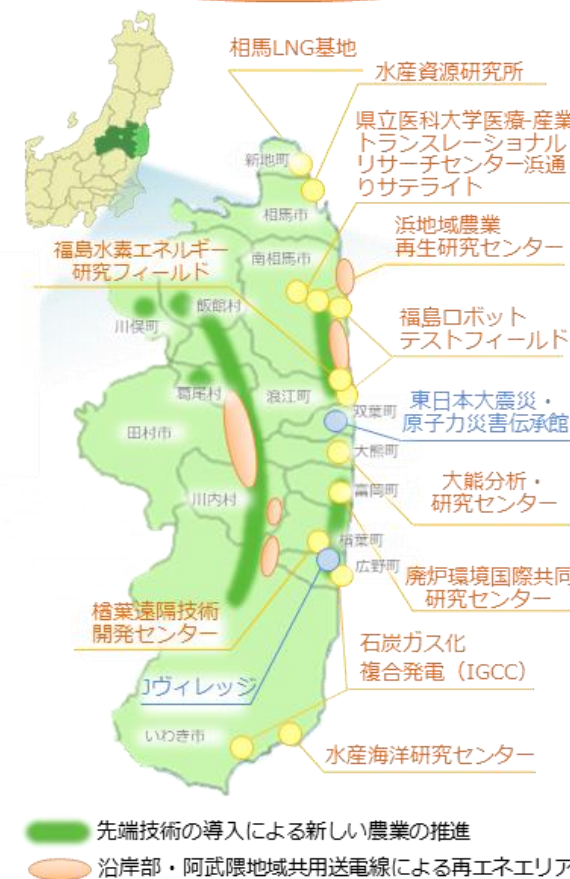 相馬LNG基地
水産資源研究所
県立医科大学医療-産業
トランスレーショナル
リサーチセンター浜通
りサテライト
新地町
相馬市
浜地域農業
再生研究センター
福島水素エネルギー
研究フィールド
南相馬市
飯舘村
川俣町
福島ロボット
テストフィールド
葛尾村
浪江町
双葉町
東日本大震災・
原子力災害伝承館
田村市
大熊町
大熊分析・
研究センター
川内村
富岡町
楢葉町
広野町
廃炉環境国際共同
研究センター
楢葉遠隔技術
開発センター
石炭ガス化
複合発電（IGCC）
Jヴィレッジ
いわき市
水産海洋研究センター
先端技術の導入による新しい農業の推進
沿岸部・阿武隈地域共用送電線による再エネエリア